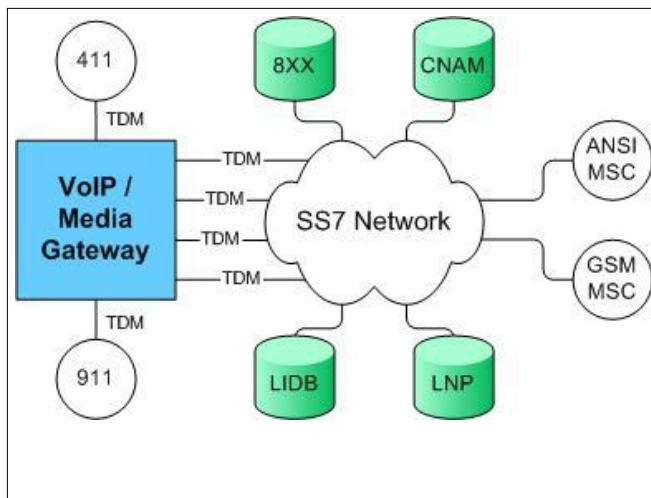 411
8XX
CNAM
TDM
VoIP /
Media
Gateway
TDM
TDM
TDM
TDM
SS7 Network
ANSI
MSC
GSM
MSC
TDM
911
LIDB
LNP